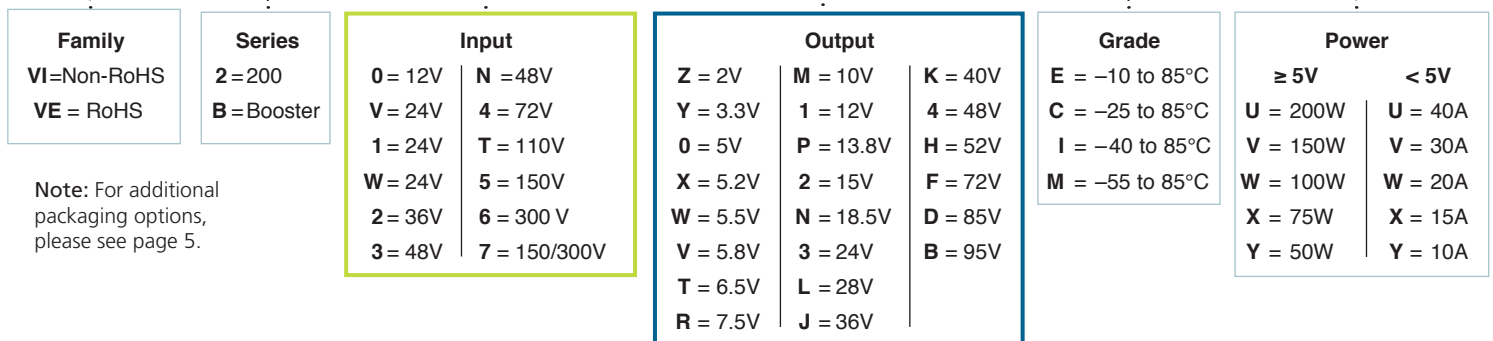 Family
VI=Non-RoHS
VE = RoHS
Series
2=200
B=Booster
Note: For additional
packaging options,
please see page 5.
Input
0= 12V
V= 24V
1= 24V
W= 24V
2= 36V
3= 48V
N =48V
4= 72V
T= 110V
5= 150V
6= 300 V
7= 150/300V
Output
Z = 2V
Y = 3.3V
0 = 5V
X = 5.2V
W = 5.5V
V = 5.8V
T = 6.5V
R = 7.5V
M = 10V
1 = 12V
P = 13.8V
2 = 15V
N = 18.5V
3 = 24V
L = 28V
J = 36V
K = 40V
4 = 48V
H = 52V
F = 72V
D = 85V
B = 95V
Grade
E = –10 to 85°C
C = –25 to 85°C
I = –40 to 85°C
M = –55 to 85°C
Power
≥ 5V
U = 200W
V = 150W
W = 100W
X = 75W
Y = 50W
< 5V
U = 40A
V = 30A
W = 20A
X = 15A
Y = 10A